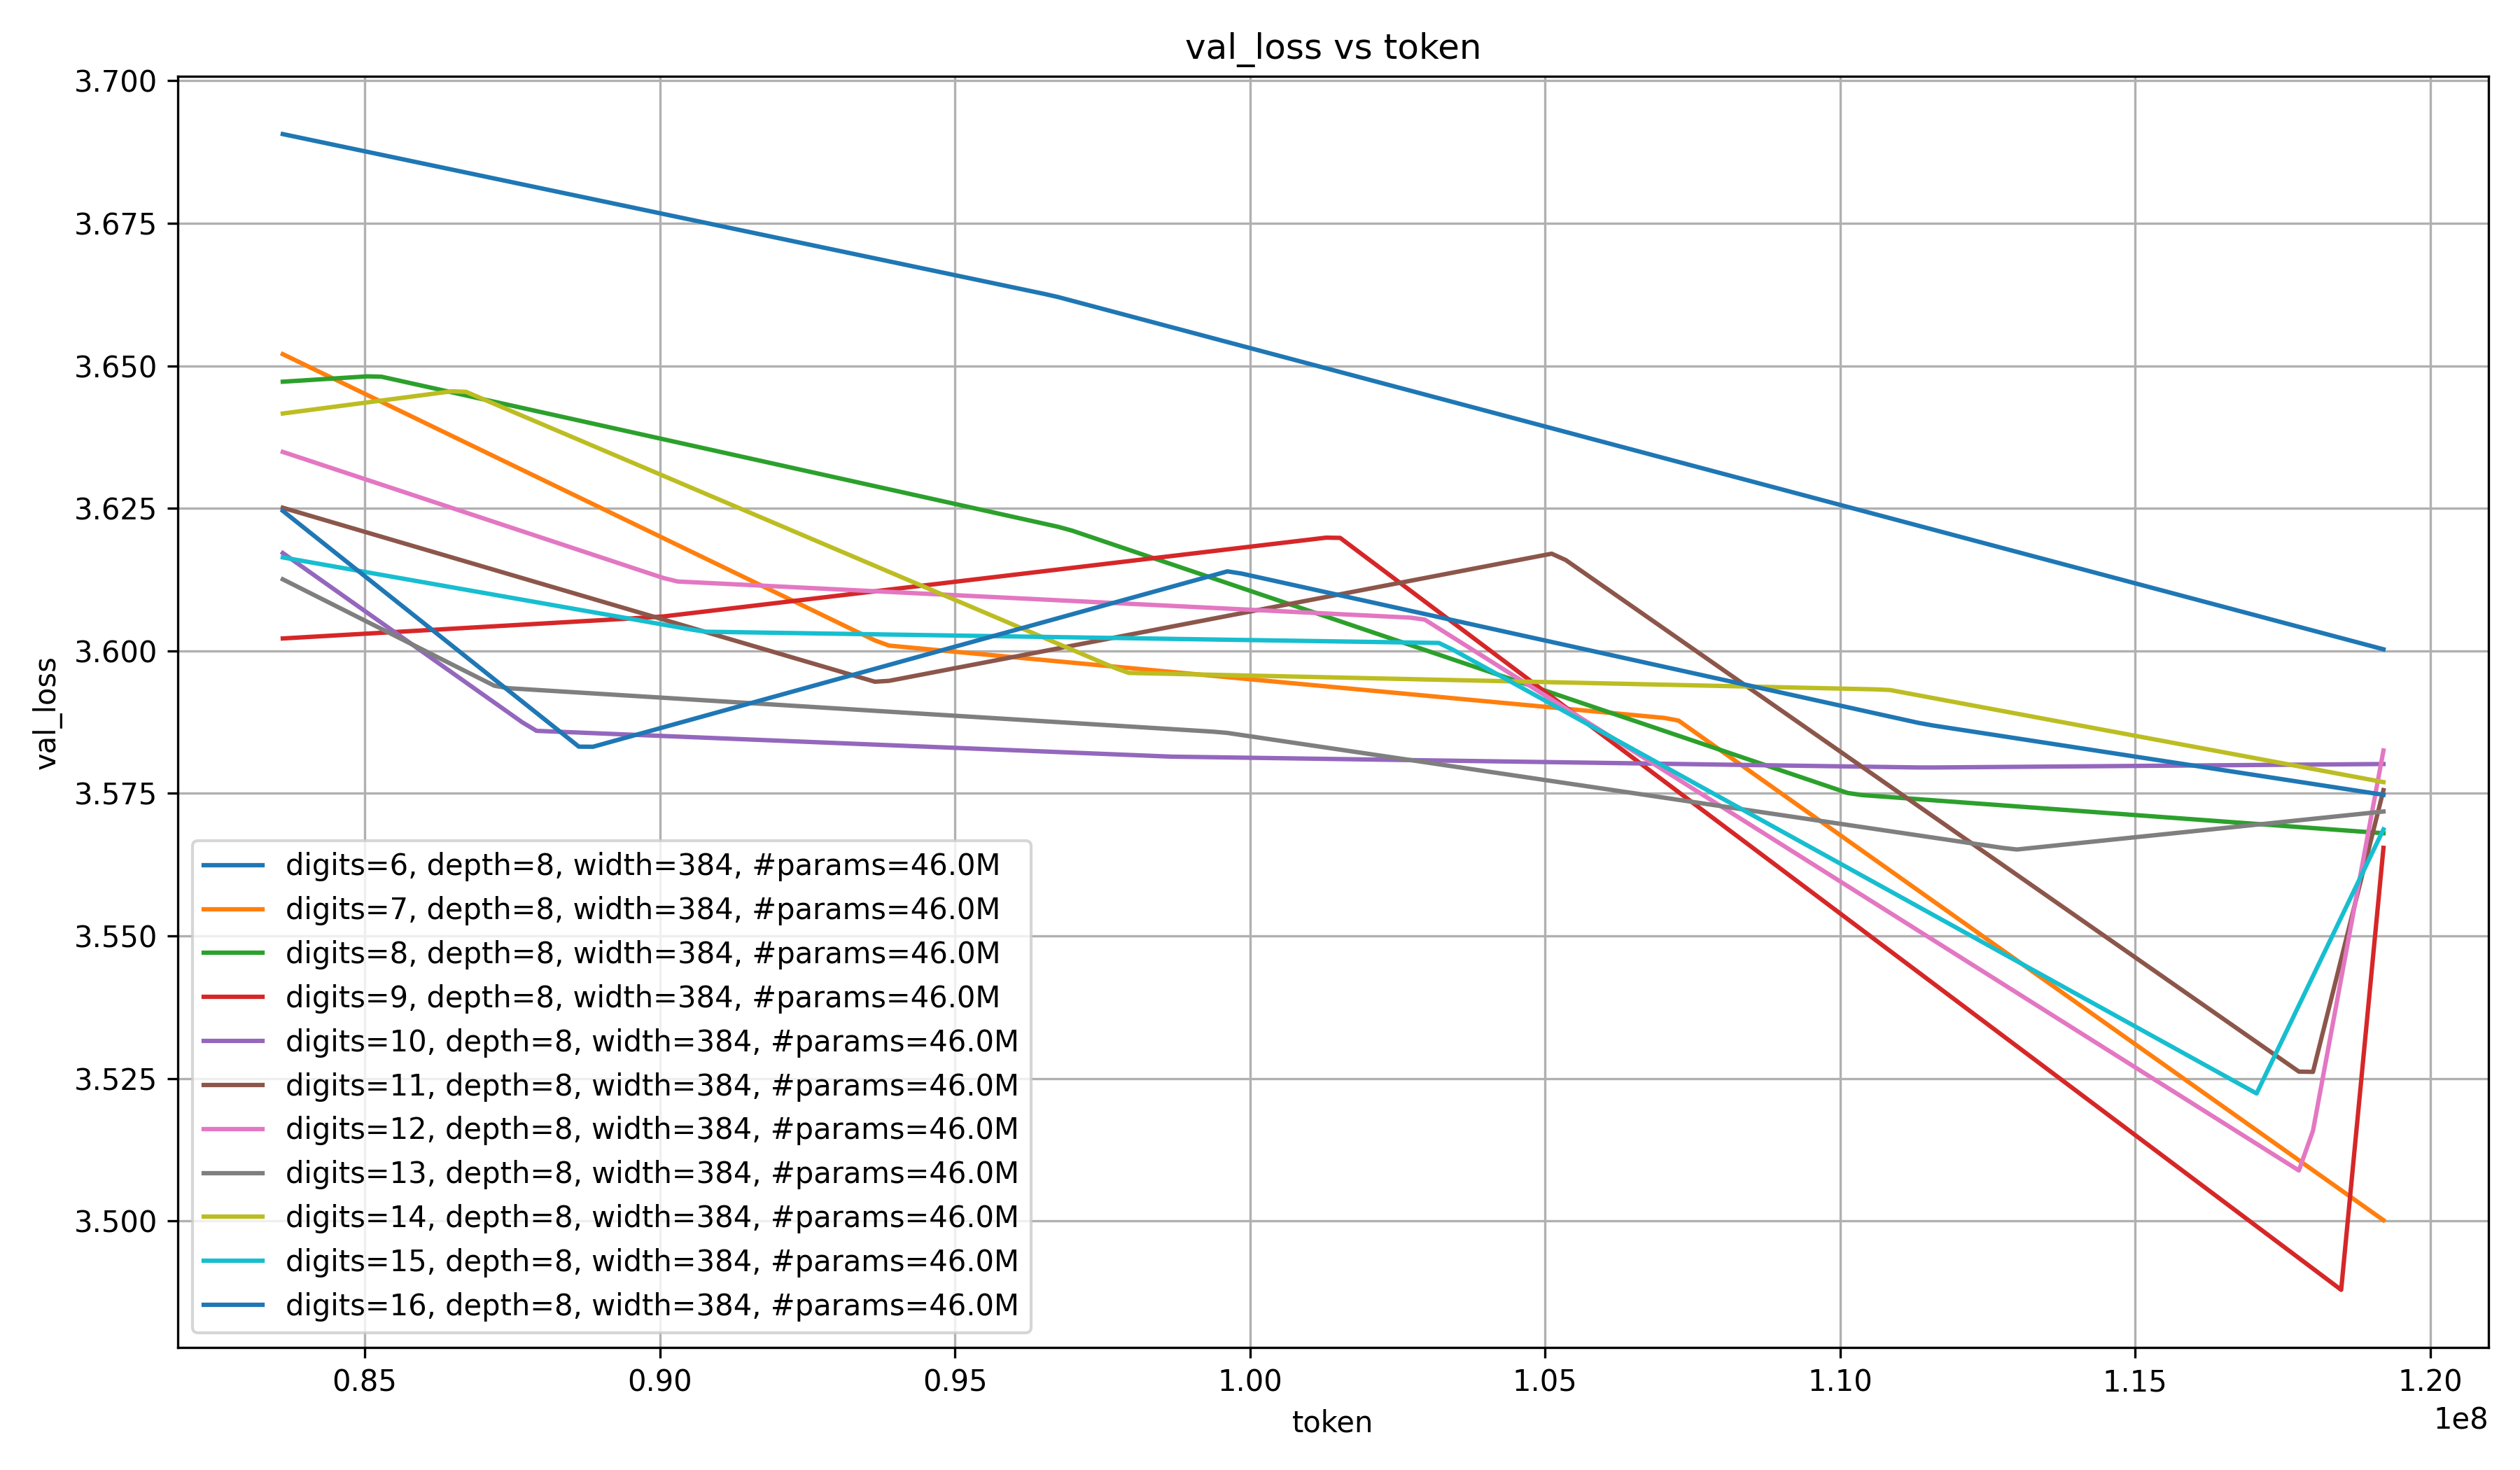 val_loss vs token
3.700
3.675
3.650
3.625
3.600
3.575
3.550
3.525
3.500
val_loss
digits=6, depth=8, width=384, #params=46.0M
digits=7, depth=8, width=384, #params=46.0M
digits=8, depth=8, width=384, #params=46.0M
digits=9, depth=8, width=384, #params=46.0M
digits=10, depth=8, width=384, #params=46.0M
digits=11, depth=8, width=384, #params=46.0M
digits=12, depth=8, width=384, #params=46.0M
digits=13, depth=8, width=384, #params=46.0M
digits=14, depth=8, width=384, #params=46.0M
digits=15, depth=8, width=384, #params=46.0M
digits=16, depth=8, width=384, #params=46.0M
0.85 0.90 0.95 1.00 1.05 1.10 1.15 1.20
1e8
token